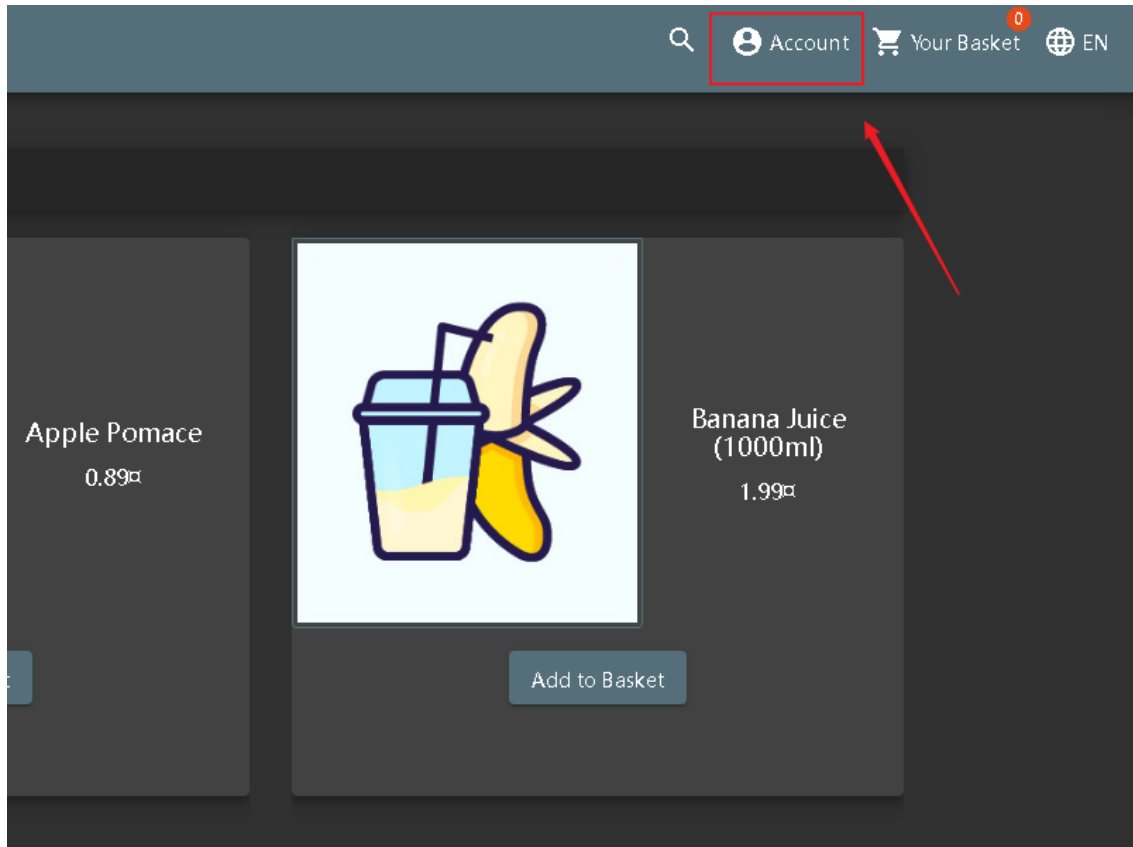 Account
0
Your Basket
EN
Apple Pomace
0.89¤
Banana Juice
(1000ml)
1.99¤
Add to Basket